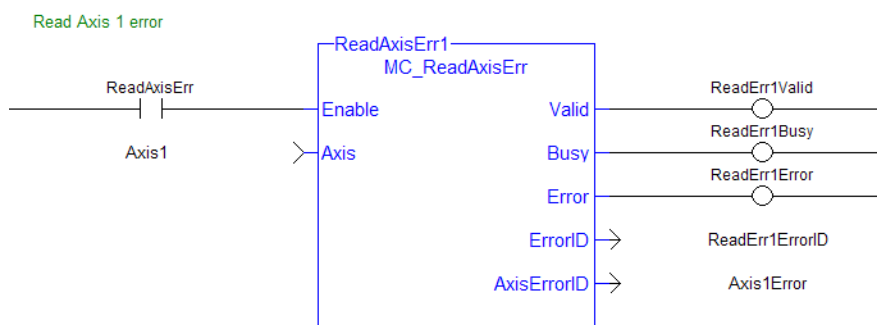 Read Axis 1 error
ReadAxisErr1
MC_ReadAxisErr
ReadAxisErr
Enable
Valid
ReadErr1Valid
Axis1
Axis
Busy
ReadErr1Busy
Error
ReadErr1Error
ErrorID
ReadErr1ErrorID
AxisErrorID
Axis1Error